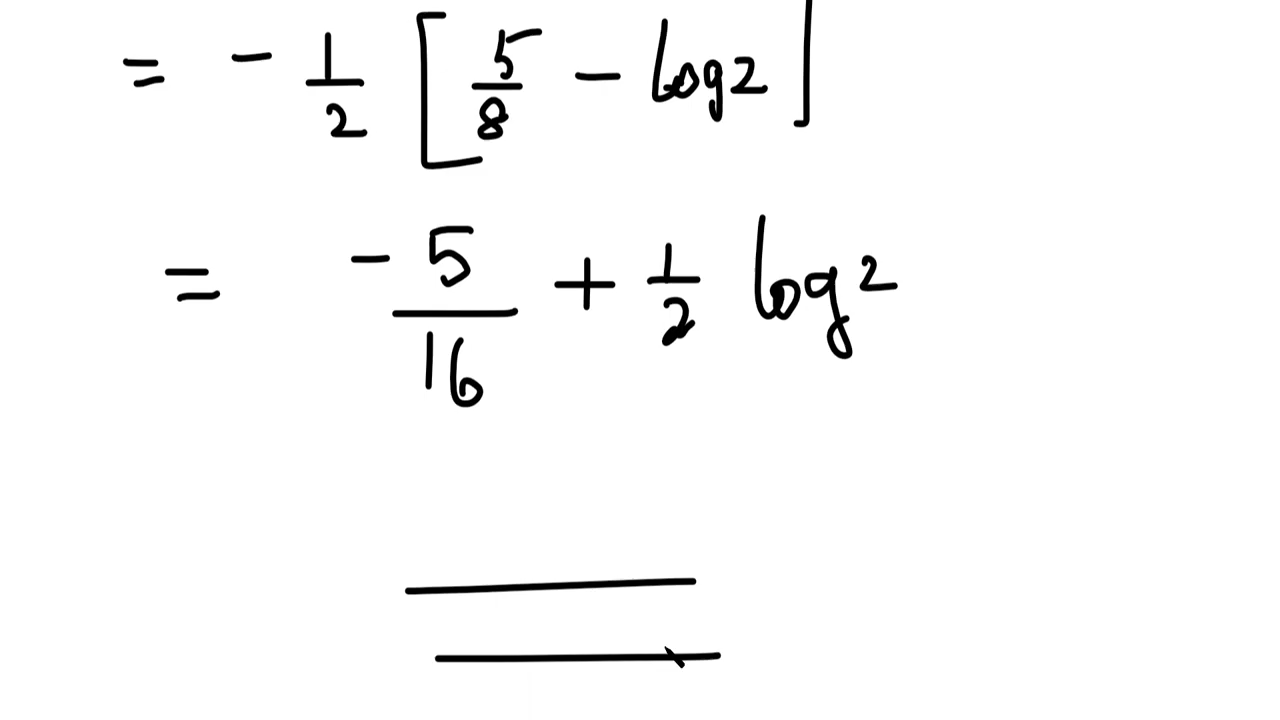 = - 1/2 [ 5/8 - log2 ]
= -5/16 + 1/2 log2